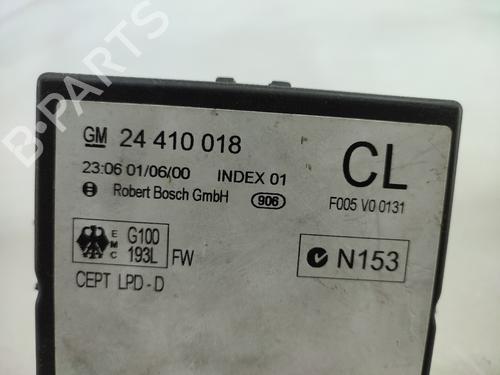 GM 24 410 018
CL
23:06 01/06/00 INDEX 01
Robert Bosch GmbH 906
F005 V0 0131
E M C G100 193L FW
N153
CEPT LPD-D
B-PARTS